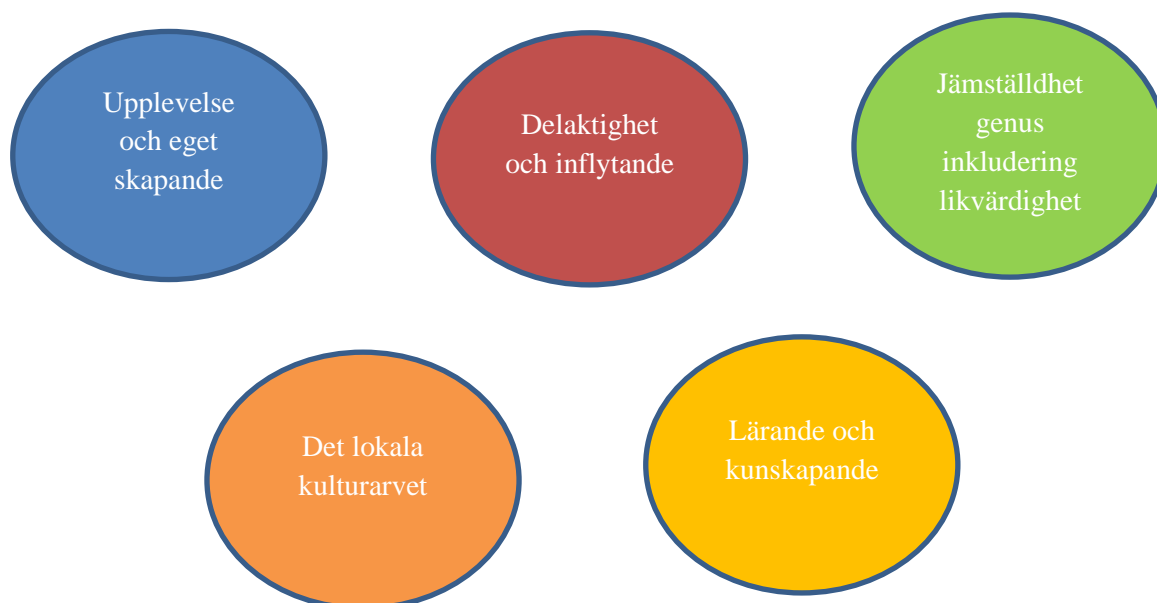 Upplevelse
och eget
skapande
Delaktighet
och inflytande
Jämställdhet
genus
inkludering
likvärdighet
Det lokala
kulturarvet
Lärande och
kunskapande